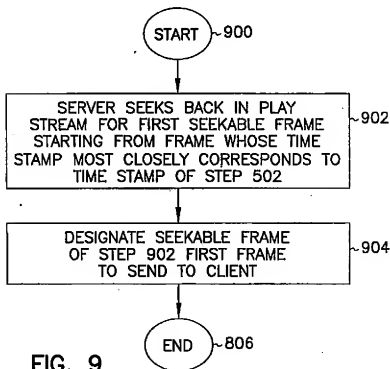 START
900
SERVER SEEKS BACK IN PLAY
STREAM FOR FIRST SEEKABLE FRAME
STARTING FROM FRAME WHOSE TIME
STAMP MOST CLOSELY CORRESPONDS TO
TIME STAMP OF STEP 502
902
DESIGNATE SEEKABLE FRAME
OF STEP 902 FIRST FRAME
TO SEND TO CLIENT
904
END
806
FIG. 9